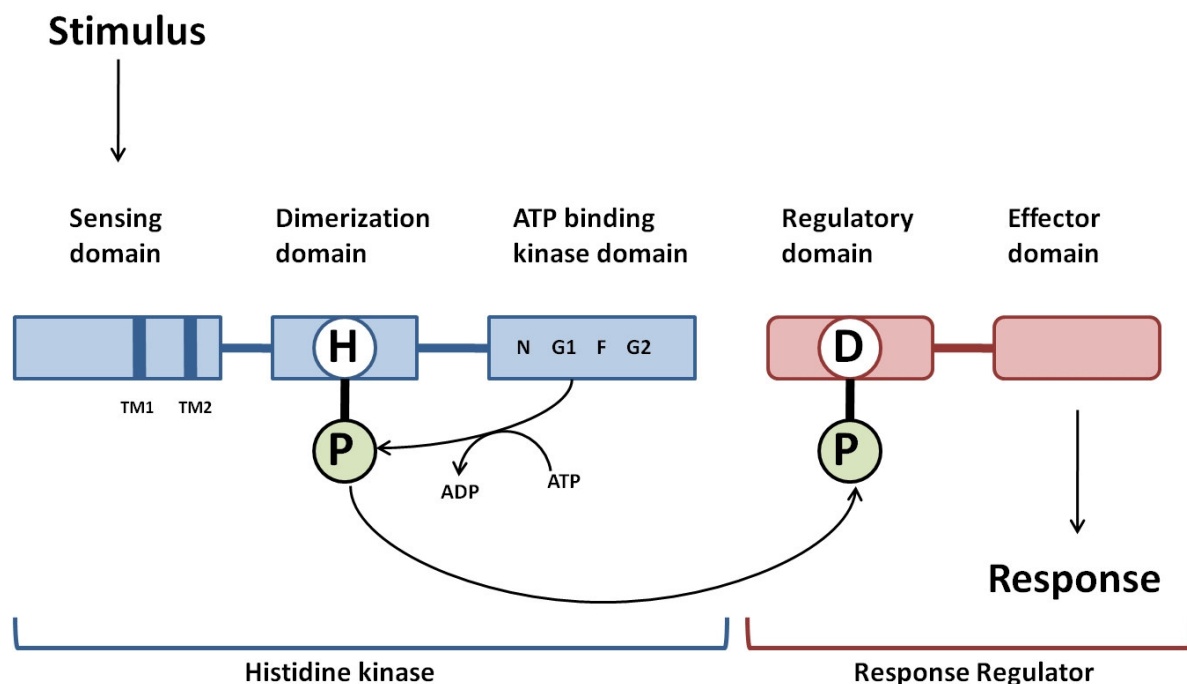 Stimulus
Sensing
domain
Dimerization
domain
ATP binding
kinase domain
Regulatory
domain
Effector
domain
H
N G1 F G2
D
TM1 TM2
P
P
ADP
ATP
Response
Histidine kinase
Response Regulator